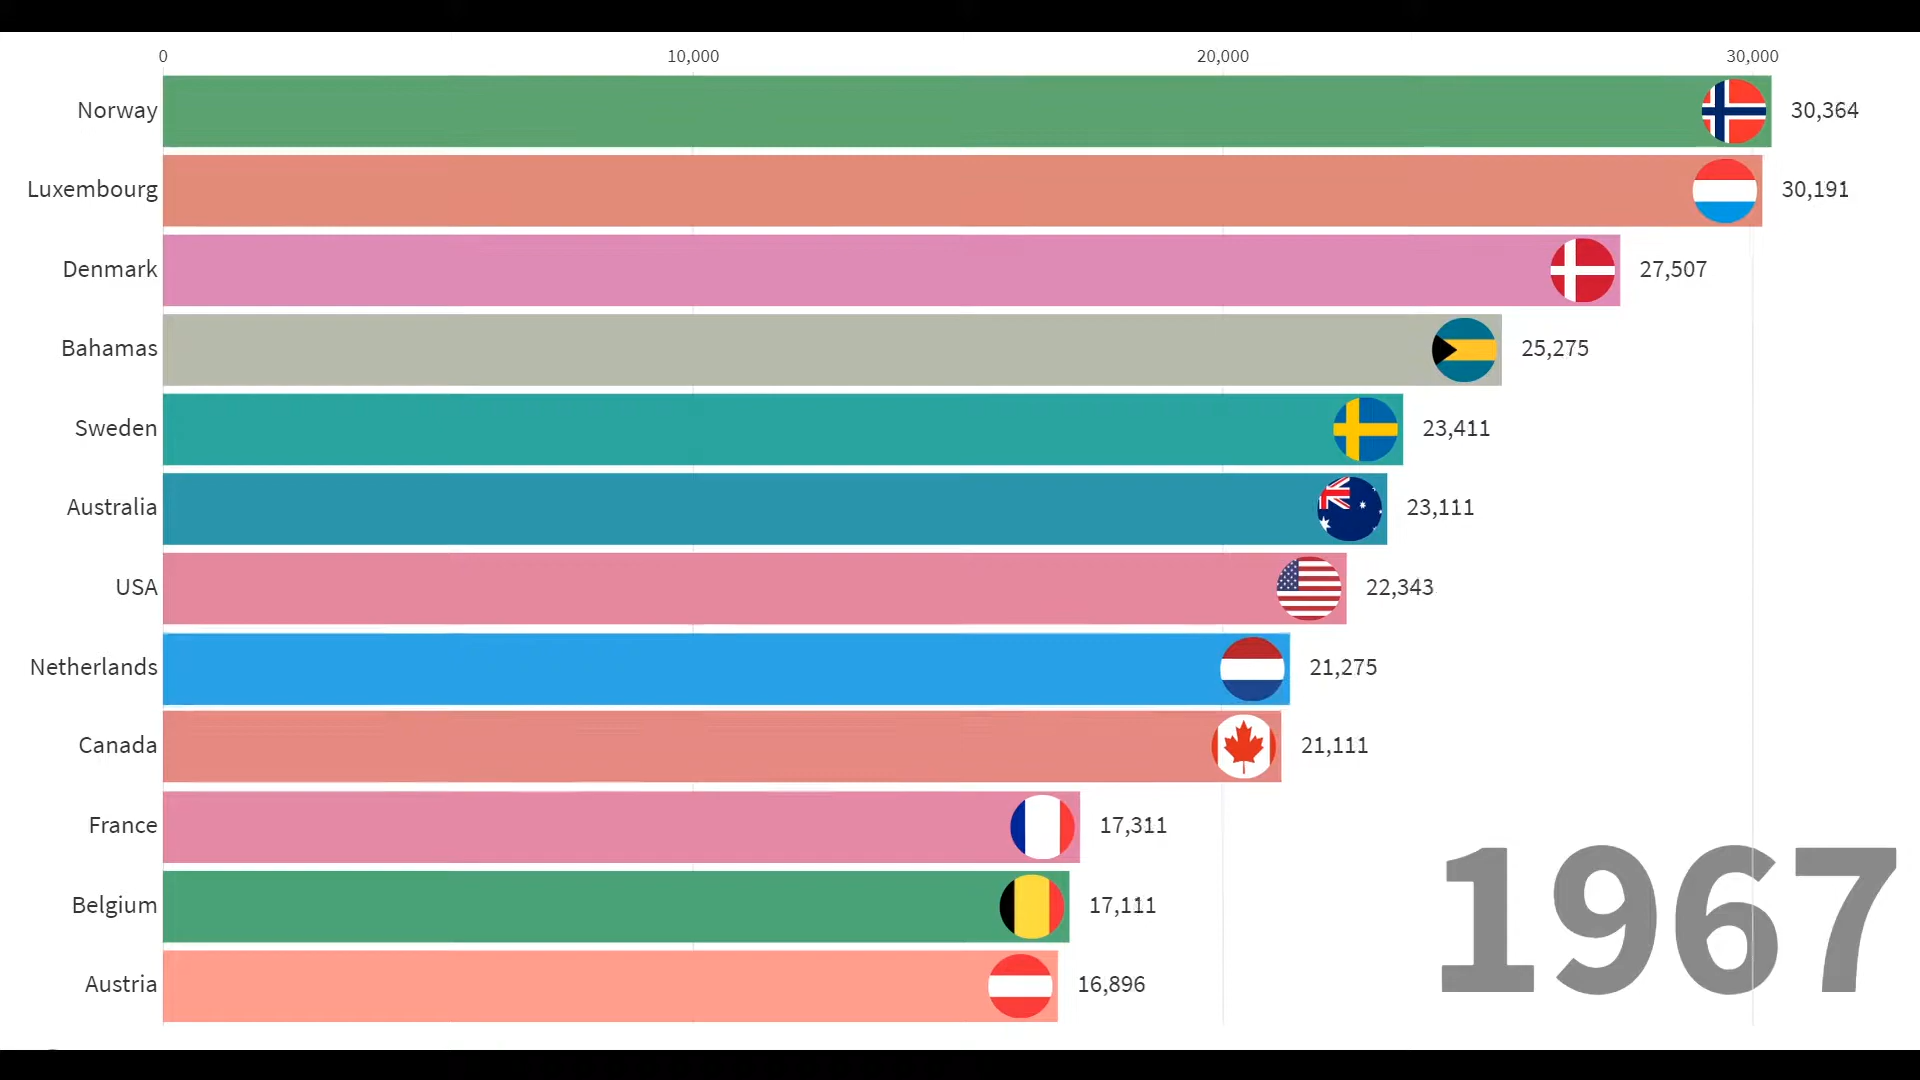 0 10,000 20,000 30,000
Norway 30,364
Luxembourg 30,191
Denmark 27,507
Bahamas 25,275
Sweden 23,411
Australia 23,111
USA 22,343
Netherlands 21,275
Canada 21,111
France 17,311
Belgium 17,111
Austria 16,896
1967